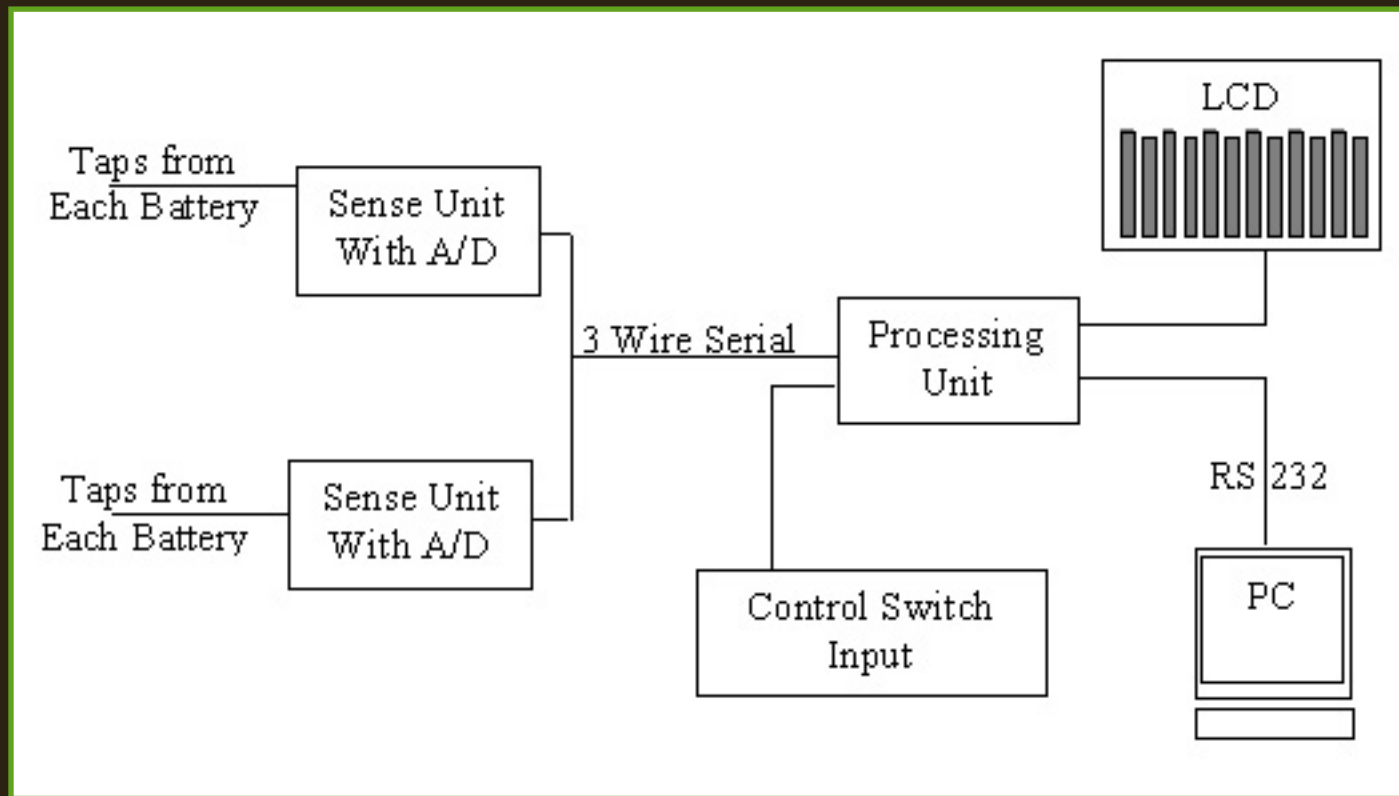 Taps from
Each Battery
Sense Unit
With A/D
Taps from
Each Battery
Sense Unit
With A/D
3 Wire Serial
Processing
Unit
Control Switch
Input
LCD
RS 232
PC